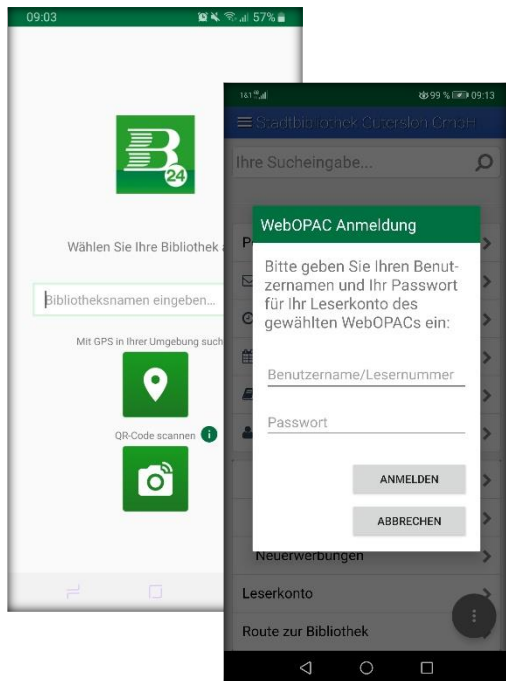 09:03
57%
B
24
Wählen Sie Ihre Bibliothek
Bibliotheksnamen eingeben...
Mit GPS in Ihrer Umgebung such
QR-Code scannen i
1&1
99 % 09:13
Stadtbibliothek Gütersloh GmbH
Ihre Sucheingabe...
WebOPAC Anmeldung
Bitte geben Sie Ihren Benut-
zernamen und Ihr Passwort
für Ihr Leserkonto des
gewählten WebOPACs ein:
Benutzername/Lesernummer
Passwort
ANMELDEN
ABBRECHEN
Neuerwerbungen
Leserkonto
Route zur Bibliothek